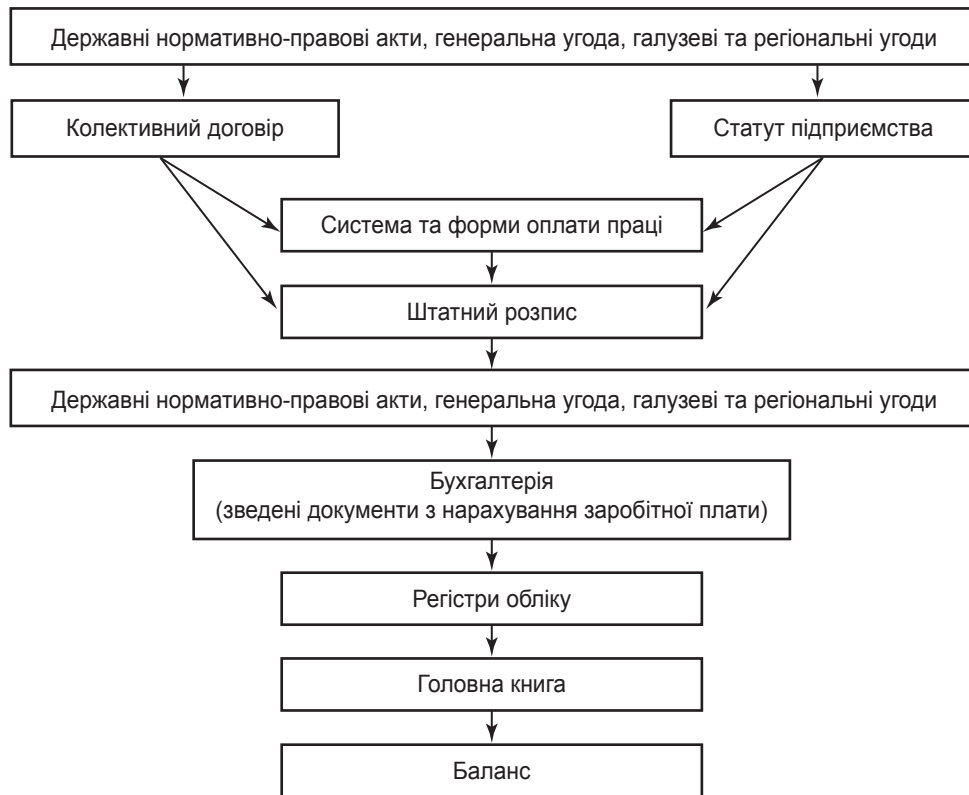 Державні нормативно-правові акти, генеральна угода, галузеві та регіональні угоди
Колективний договір
Статут підприємства
Система та форми оплати праці
Штатний розпис
Державні нормативно-правові акти, генеральна угода, галузеві та регіональні угоди
Бухгалтерія
(зведені документи з нарахування заробітної плати)
Регістри обліку
Головна книга
Баланс